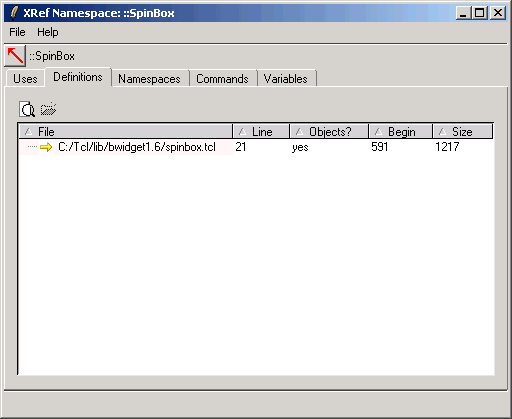 XRef Namespace: ::SpinBox
File Help
::SpinBox
Uses Definitions Namespaces Commands Variables
File Line Objects? Begin Size
C:/Tcl/lib/bwidget1.6/spinbox.tcl 21 yes 591 1217